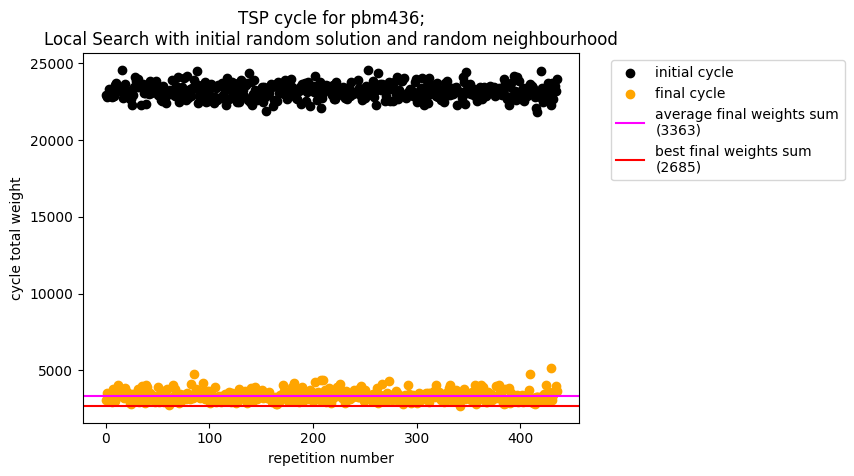 TSP cycle for pbm436;
Local Search with initial random solution and random neighbourhood
25000
20000
15000
10000
5000
cycle total weight
0
100
200
300
400
repetition number
initial cycle
final cycle
average final weights sum
(3363)
best final weights sum
(2685)